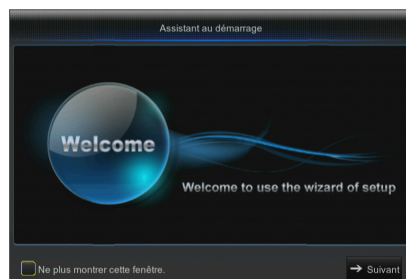 Assistant au démarrage
Welcome
Welcome to use the wizard of setup
Ne plus montrer cette fenêtre.
Suivant